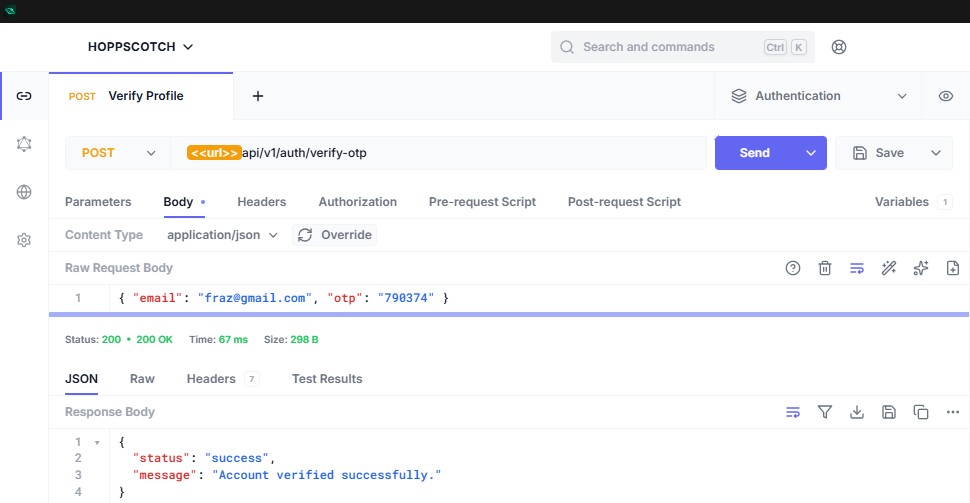 HOPPSCOTCH
Search and commands Ctrl K
POST Verify Profile
Authentication
POST <<url>>api/v1/auth/verify-otp Send Save
Parameters Body Headers Authorization Pre-request Script Post-request Script Variables 1
Content Type application/json Override
Raw Request Body
1 { "email": "fraz@gmail.com", "otp": "790374" }
Status: 200 • 200 OK Time: 67 ms Size: 298 B
JSON Raw Headers 7 Test Results
Response Body
1 {
2 "status": "success",
3 "message": "Account verified successfully."
4 }